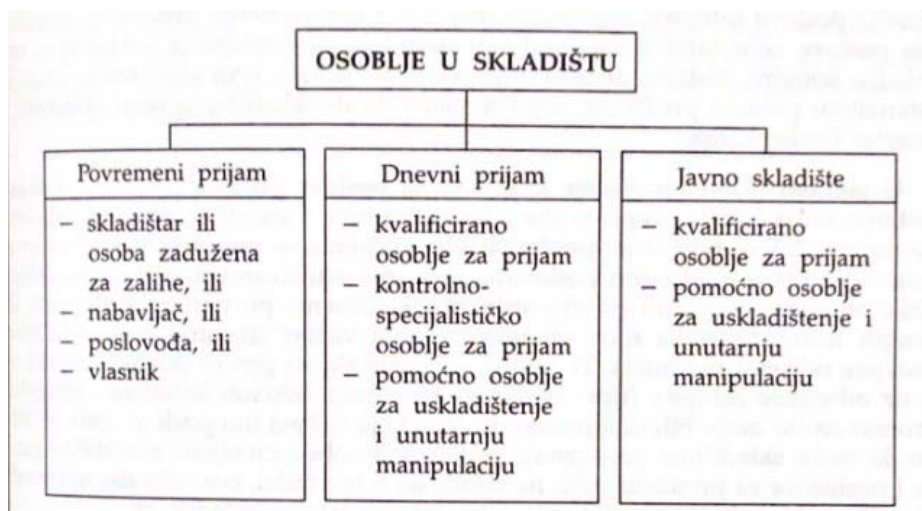 OSOBLJE U SKLADIŠTU
Povremeni prijam
– skladištar ili
osoba zadužena
za zalihe, ili
– nabavljač, ili
– poslovođa, ili
– vlasnik
Dnevni prijam
– kvalificirano
osoblje za prijam
– kontrolno-
specijalističko
osoblje za prijam
– pomoćno osoblje
za uskladištenje
i unutarnju
manipulaciju
Javno skladište
– kvalificirano
osoblje za prijam
– pomoćno osoblje
za uskladištenje i
unutarnju
manipulaciju